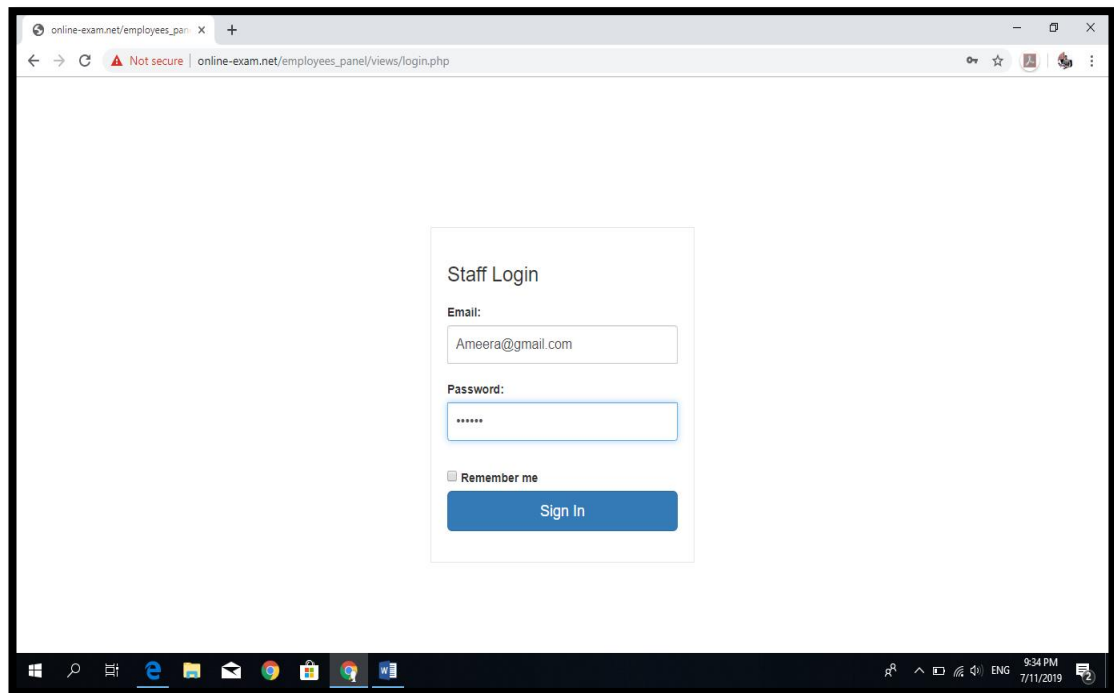 online-exam.net/employees_pan
Not secure | online-exam.net/employees_panel/views/login.php
Staff Login
Email:
Ameera@gmail.com
Password:
••••••
Remember me
Sign In
ENG
9:34 PM
7/11/2019
2